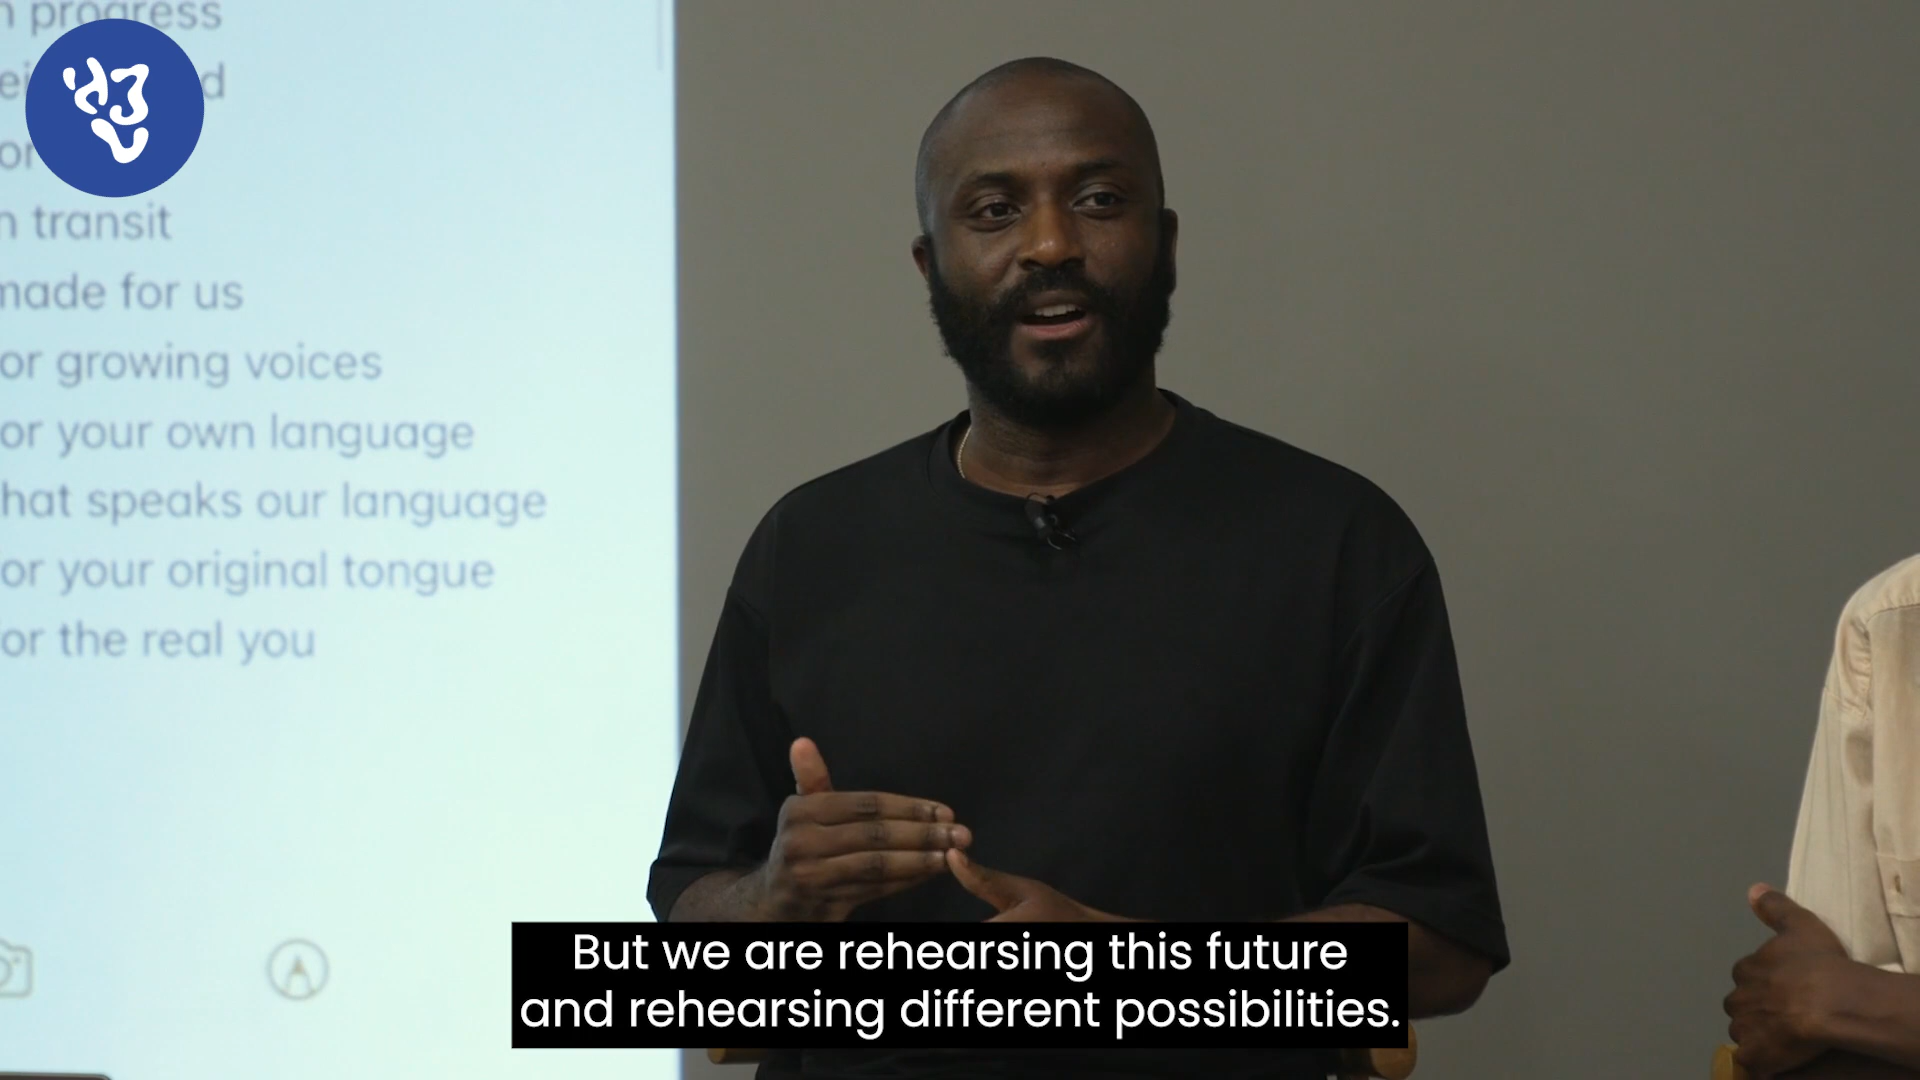 progress
transit
made for us
or growing voices
or your own language
hat speaks our language
or your original tongue
for the real you
But we are rehearsing this future
and rehearsing different possibilities.